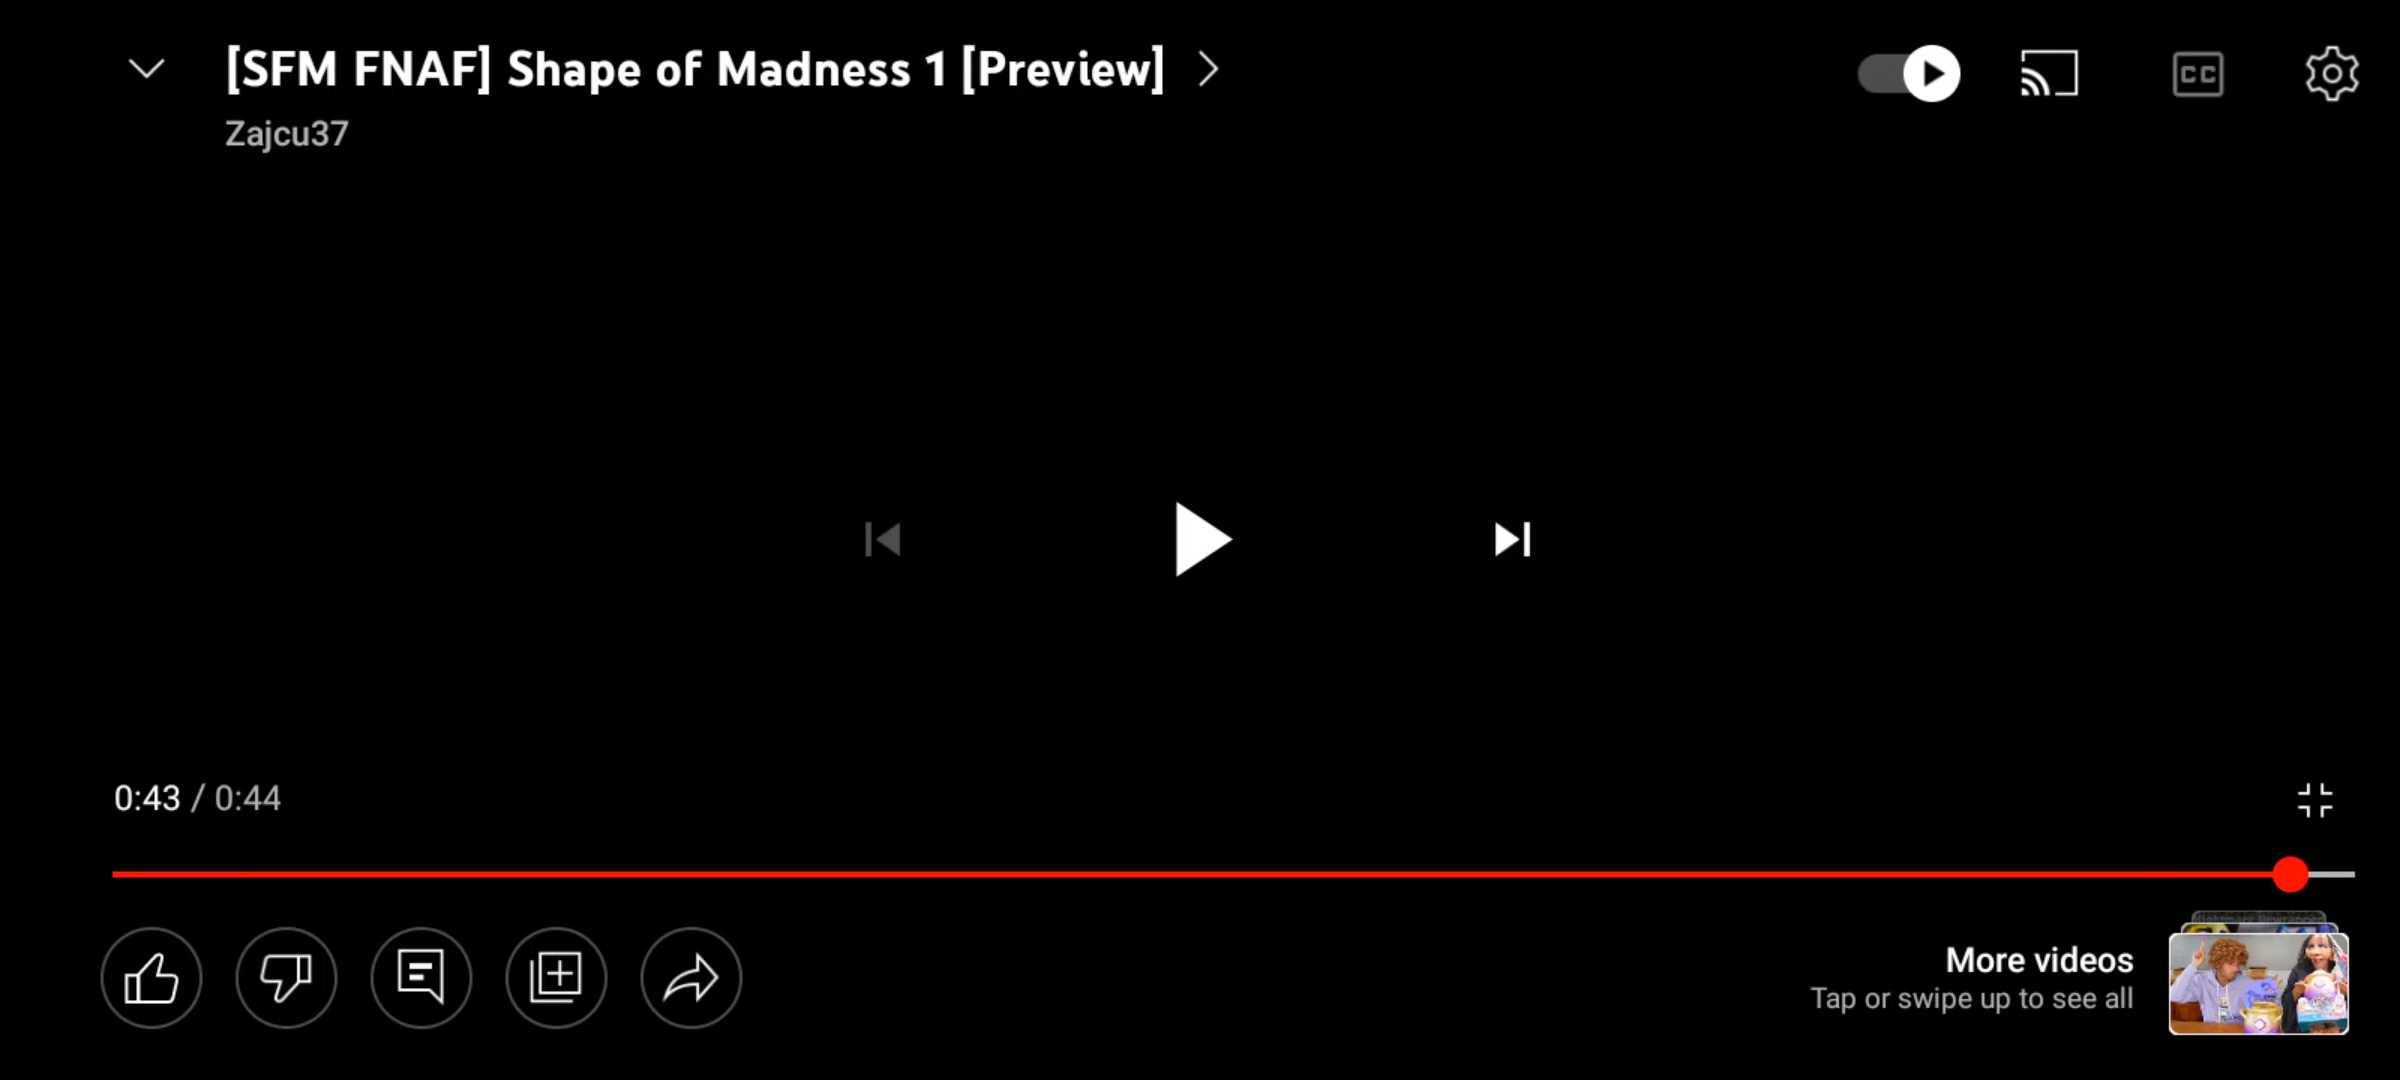 [SFM FNAF] Shape of Madness 1 [Preview]
Zajcu37
CC
0:43 / 0:44
More videos
Tap or swipe up to see all